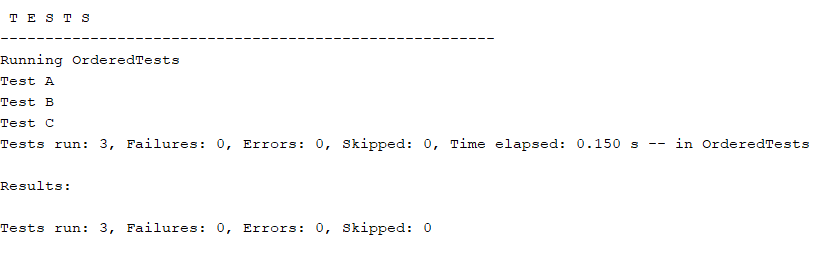 T E S T S
-------------------------------------------------------
Running OrderedTests
Test A
Test B
Test C
Tests run: 3, Failures: 0, Errors: 0, Skipped: 0, Time elapsed: 0.150 s -- in OrderedTests
Results:
Tests run: 3, Failures: 0, Errors: 0, Skipped: 0